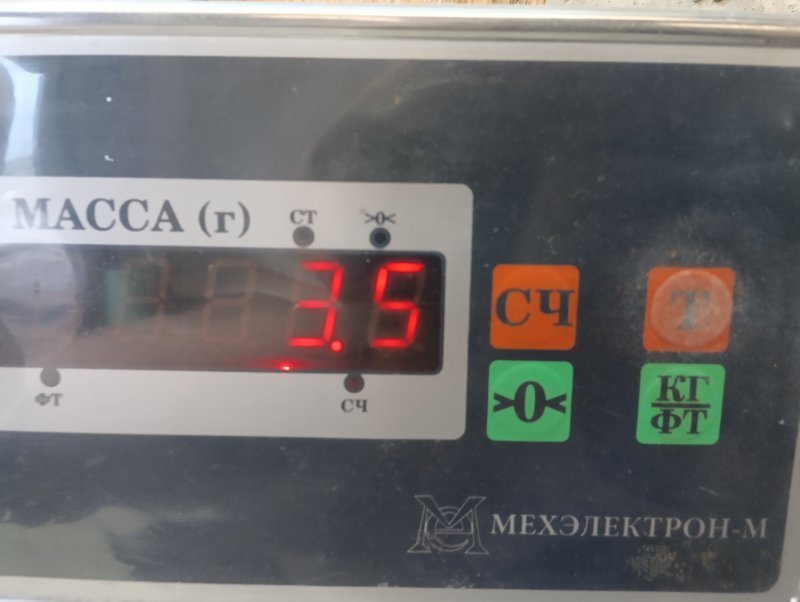 МАССА (г)
СТ
>0<
3.5
ФТ
СЧ
СЧ
Т
>0<
КГ
ФТ
МЕХЭЛЕКТРОН-М